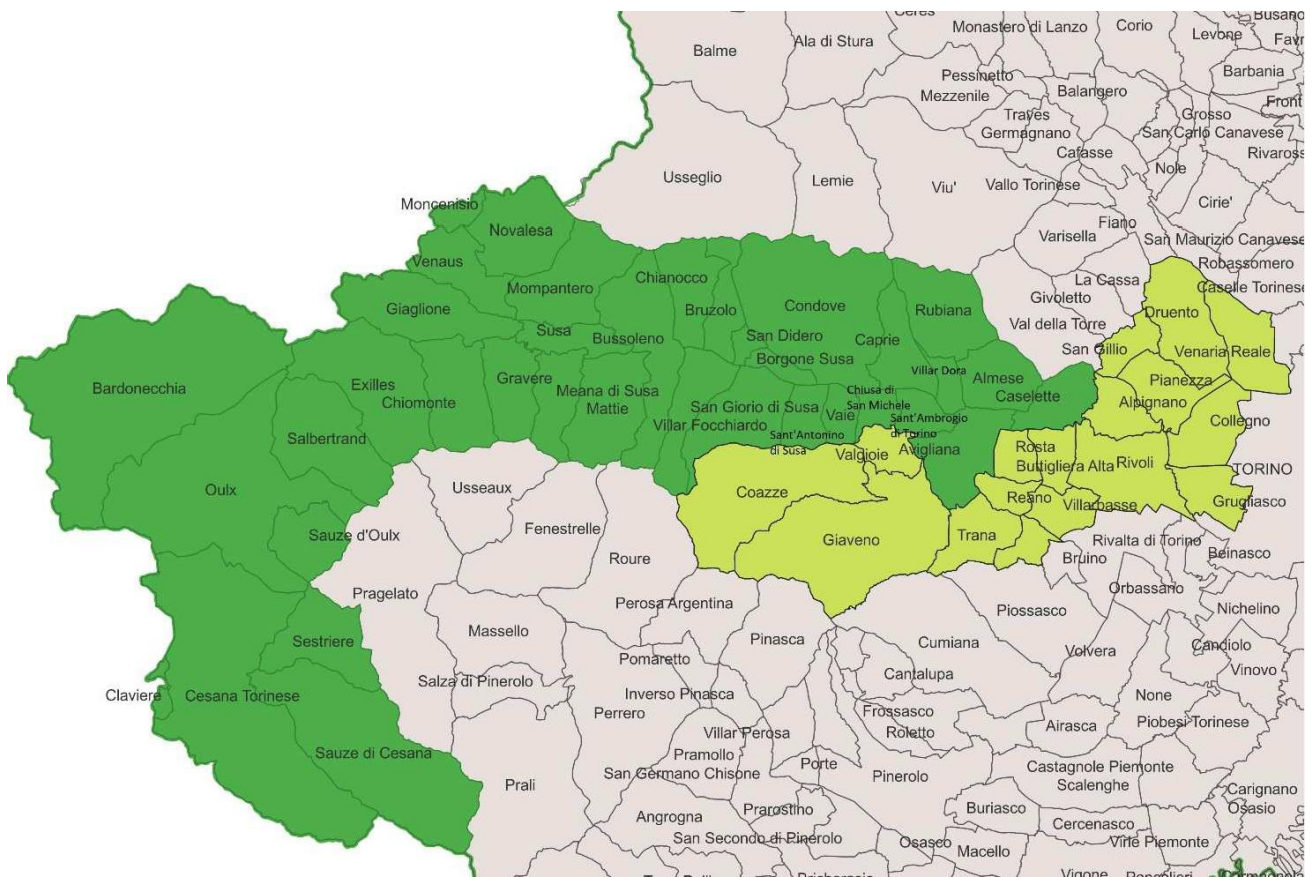 Ceres
Busano
Monastero di Lanzo
Corio
Levone
Balme
Ala di Stura
Pessinetto
Barbania
Mezzenile
Balangero
Traves
Grosso
Front
Germagnano
San Carlo Canavese
Cafasse
Rivaross
Usseglio
Lemie
Viu'
Vallo Torinese
Nole
Moncenisio
Cirie'
Novalesa
Fiano
Varisella
San Maurizio Canavese
Venaus
Chianocco
Robassomero
La Cassa
Mompantero
Caselle Torinese
Givoletto
Giaglione
Bruzolo
Condove
Rubiana
Druento
Val della Torre
Susa
Bussoleno
San Didero
Caprie
San Gillio
Venaria Reale
Bardonecchia
Exilles
Borgone Susa
Gravere
Villar Dora
Almese
Pianezza
Chiomonte
Meana di Susa
Chiusa di
San Michele
Caselette
Alpignano
Mattie
San Giorio di Susa
Vaie
Sant'Ambrogio
di Torino
Collegno
Salbertrand
Villar Focchiardo
Sant'Antonino
di Susa
Valgioie
Avigliana
Rosta
Buttigliera Alta
Rivoli
TORINO
Oulx
Usseaux
Coazze
Reano
Villarbasse
Grugliasco
Sauze d'Oulx
Fenestrelle
Giaveno
Trana
Rivalta di Torino
Roure
Bruino
Beinasco
Pragelato
Orbassano
Perosa Argentina
Piossasco
Nichelino
Massello
Sestriere
Pinasca
Cumiana
Volvera
Candiolo
Pomaretto
Vinovo
Salza di Pinerolo
Cantalupa
Claviere
Cesana Torinese
Inverso Pinasca
None
Perrero
Frossasco
Airasca
Piobesi Torinese
Villar Perosa
Roletto
Sauze di Cesana
Pramollo
Porte
Castagnole Piemonte
San Germano Chisone
Pinerolo
Prali
Scalenghe
Carignano
Prarostino
Buriasco
Osasio
Angrogna
Cercenasco
San Secondo di Pinerolo
Osasco
Macello
Virle Piemonte
Vigone